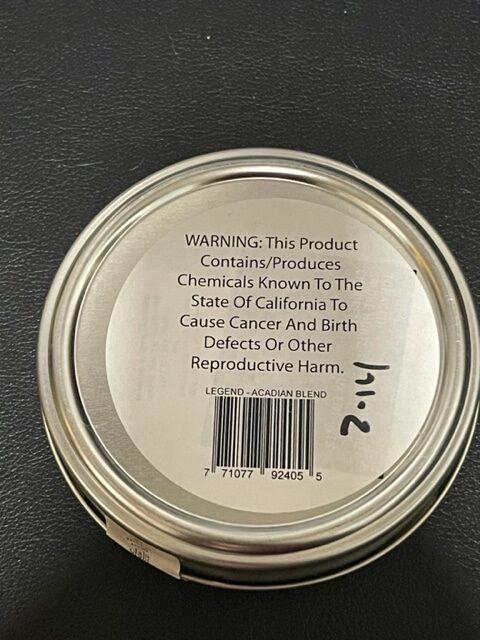 WARNING: This Product
Contains/Produces
Chemicals Known To The
State Of California To
Cause Cancer And Birth
Defects Or Other
Reproductive Harm.
LEGEND - ACADIAN BLEND
7 71077 92405 5
2-14